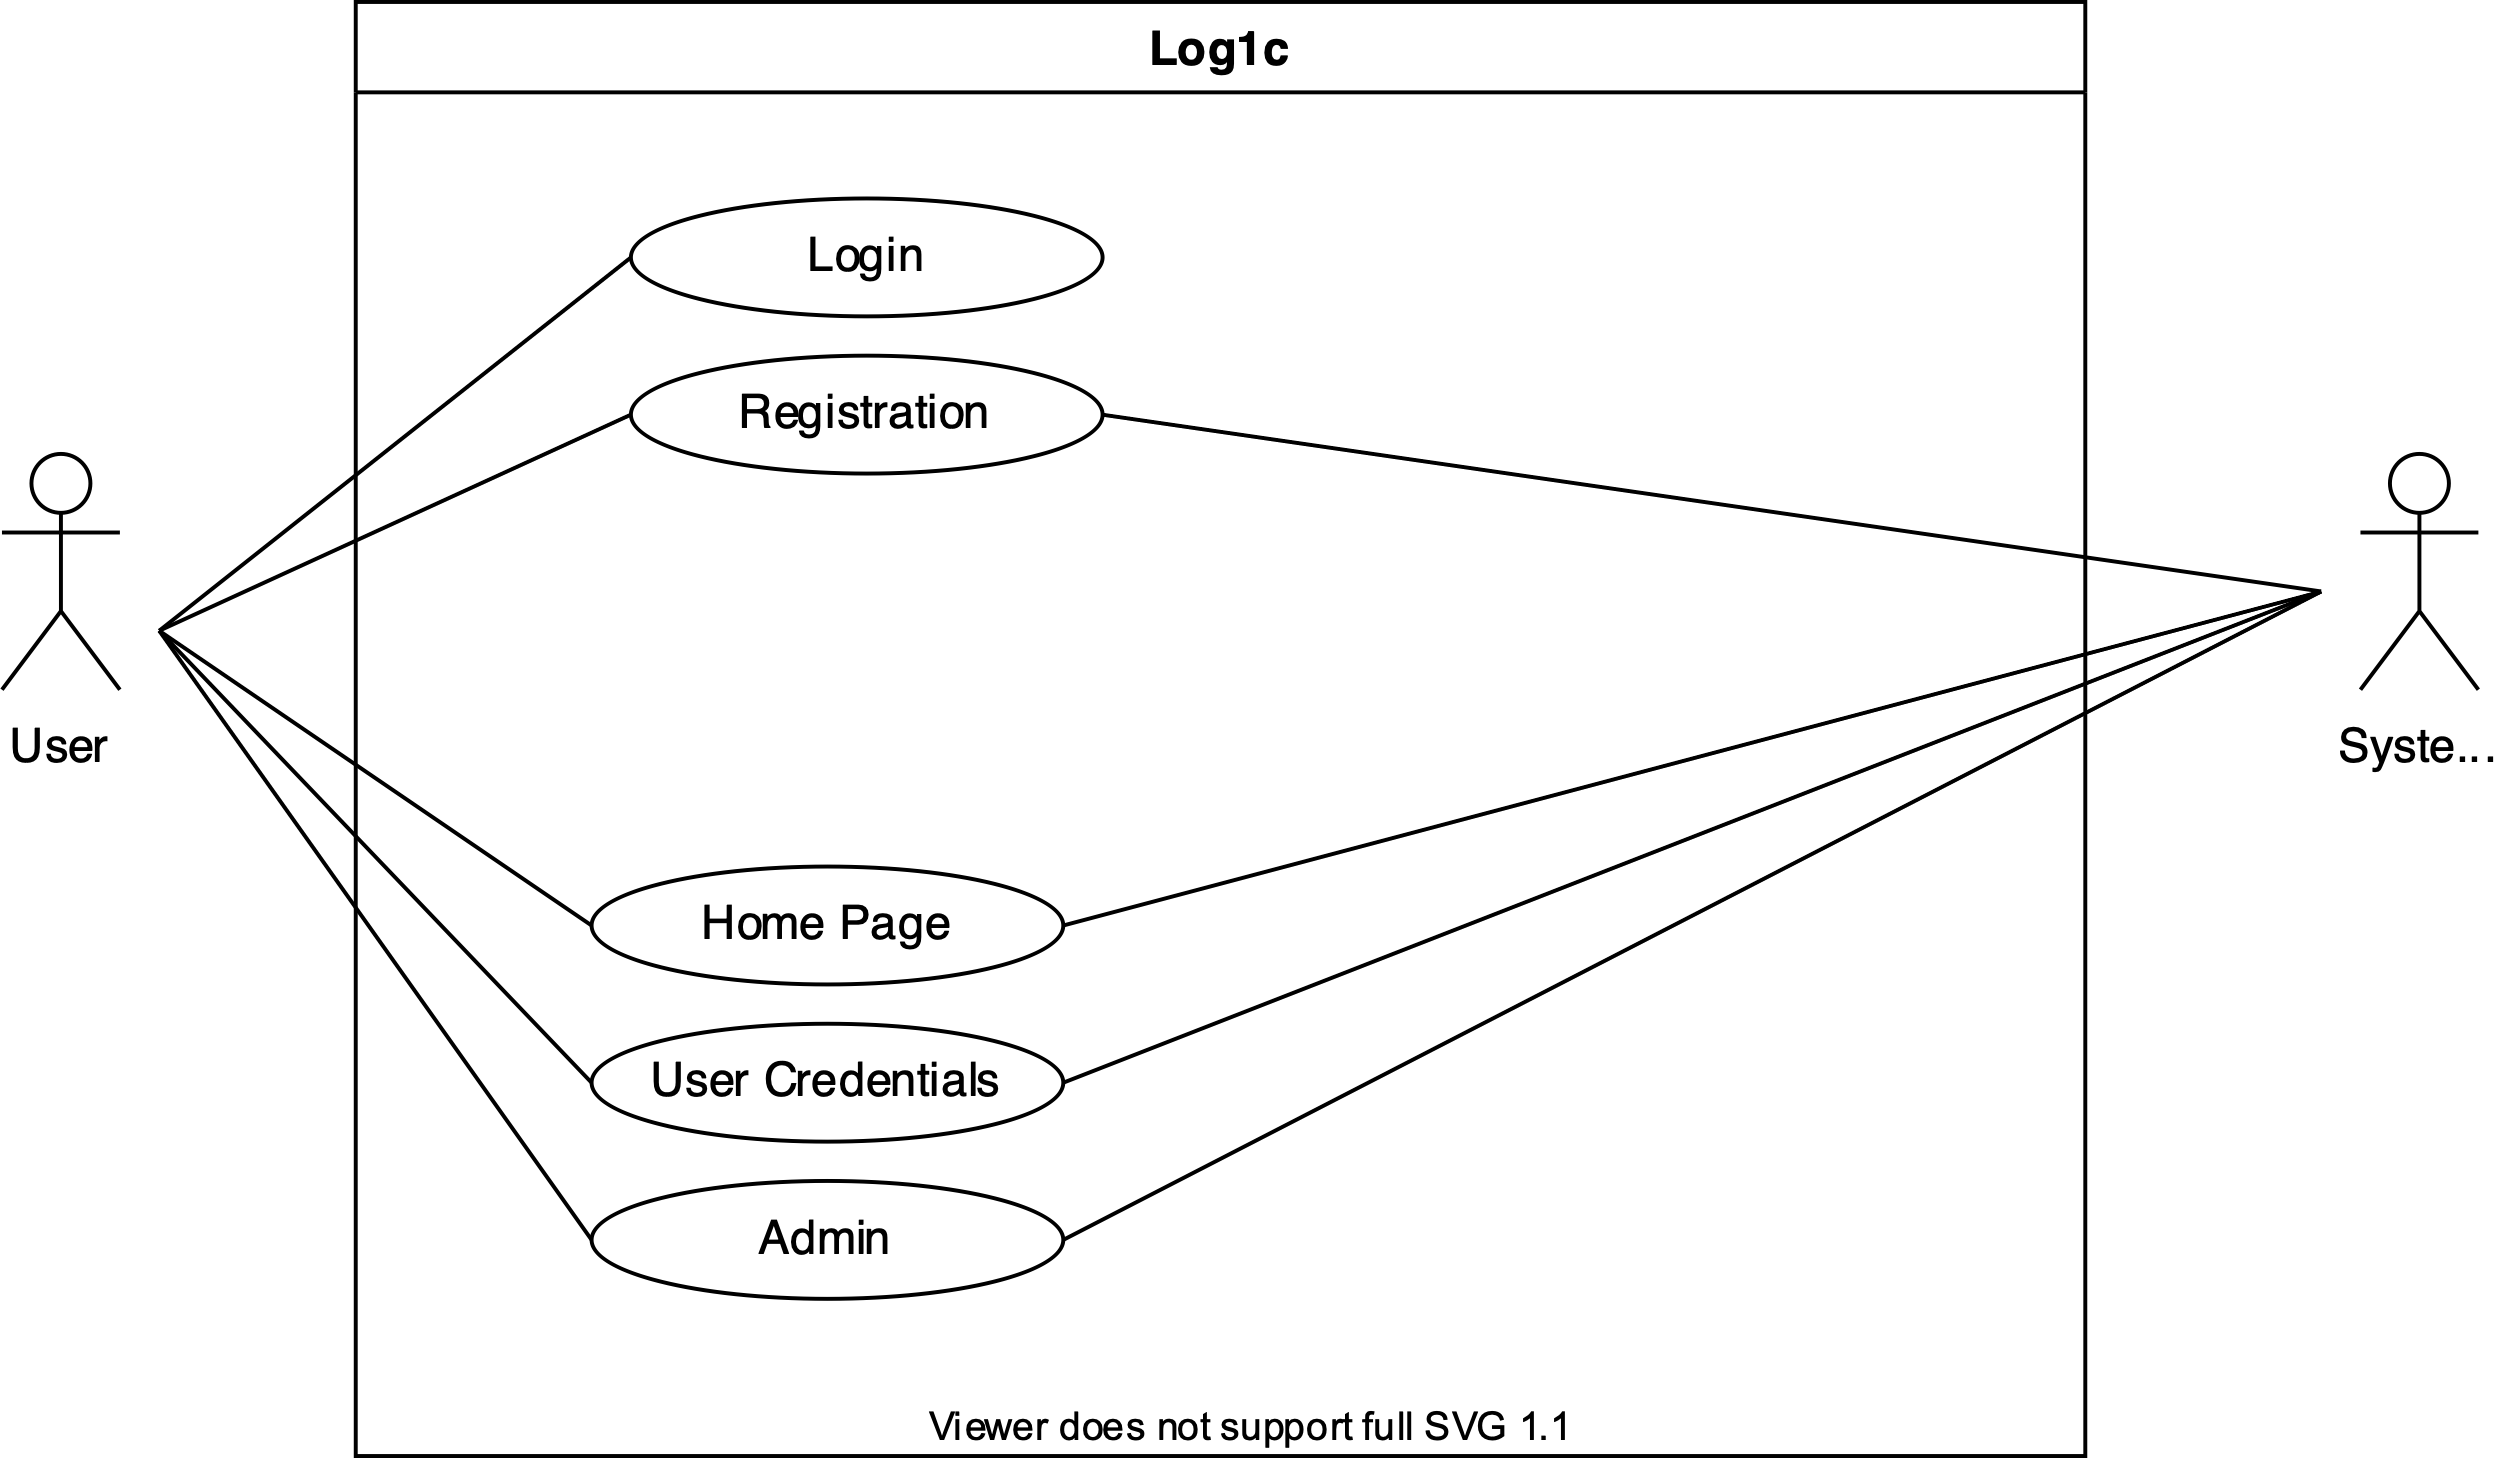 Log1c
Login
Registration
User
Syste...
Home Page
User Credentials
Admin
Viewer does not support full SVG 1.1